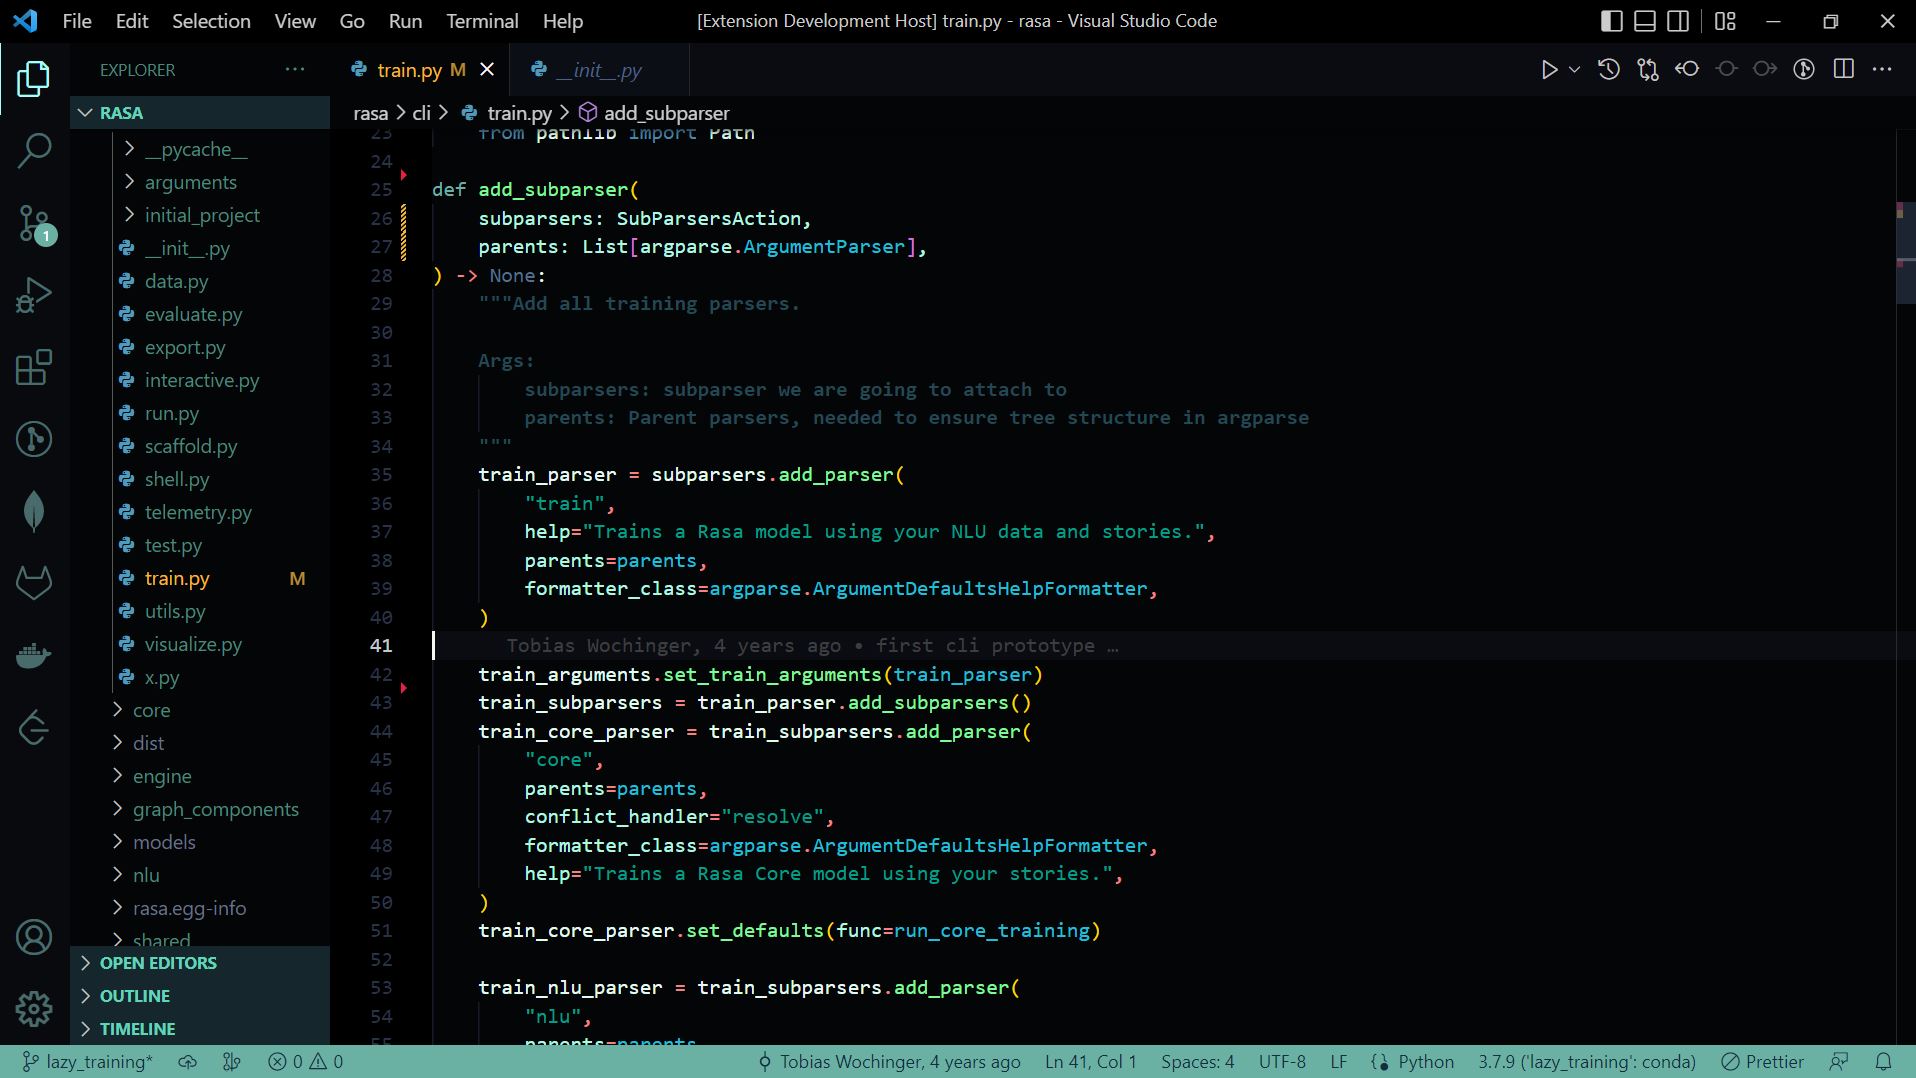 File Edit Selection View Go Run Terminal Help [Extension Development Host] train.py - rasa - Visual Studio Code
EXPLORER
RASA
__pycache__
arguments
initial_project
__init__.py
data.py
evaluate.py
export.py
interactive.py
run.py
scaffold.py
shell.py
telemetry.py
test.py
train.py M
utils.py
visualize.py
x.py
core
dist
engine
graph_components
models
nlu
rasa.egg-info
shared
OPEN EDITORS
OUTLINE
TIMELINE
1
train.py M __init__.py
rasa > cli > train.py > add_subparser
23 from pathlib import Path
24
25 def add_subparser(
26 subparsers: SubParsersAction,
27 parents: List[argparse.ArgumentParser],
28 ) -> None:
29 """Add all training parsers.
30
31 Args:
32 subparsers: subparser we are going to attach to
33 parents: Parent parsers, needed to ensure tree structure in argparse
34 """
35 train_parser = subparsers.add_parser(
36 "train",
37 help="Trains a Rasa model using your NLU data and stories.",
38 parents=parents,
39 formatter_class=argparse.ArgumentDefaultsHelpFormatter,
40 )
41 Tobias Wochinger, 4 years ago • first cli prototype …
42 train_arguments.set_train_arguments(train_parser)
43 train_subparsers = train_parser.add_subparsers()
44 train_core_parser = train_subparsers.add_parser(
45 "core",
46 parents=parents,
47 conflict_handler="resolve",
48 formatter_class=argparse.ArgumentDefaultsHelpFormatter,
49 help="Trains a Rasa Core model using your stories.",
50 )
51 train_core_parser.set_defaults(func=run_core_training)
52
53 train_nlu_parser = train_subparsers.add_parser(
54 "nlu",
55 parents=parents
lazy_training* 0 0 Tobias Wochinger, 4 years ago Ln 41, Col 1 Spaces: 4 UTF-8 LF Python 3.7.9 ('lazy_training': conda) Prettier